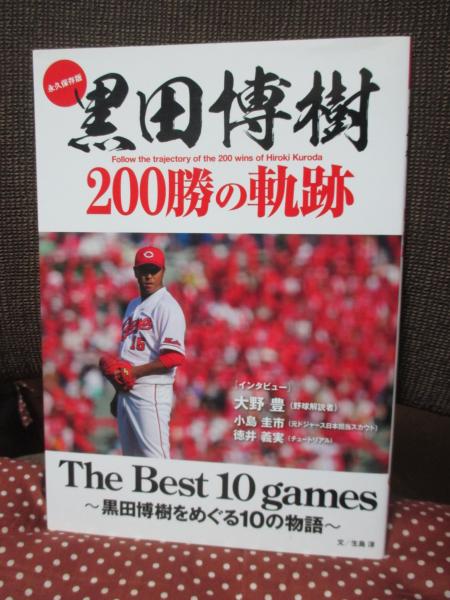 永久保存版
黒田博樹
Follow the trajectory of the 200 wins of Hiroki Kuroda
200勝の軌跡
Carp
15
［インタビュー］
大野 豊（野球解説者）
小島 圭市（元ドジャース日本担当スカウト）
徳井 義実（チュートリアル）
The Best 10 games
〜黒田博樹をめぐる10の物語〜
文／生島 淳